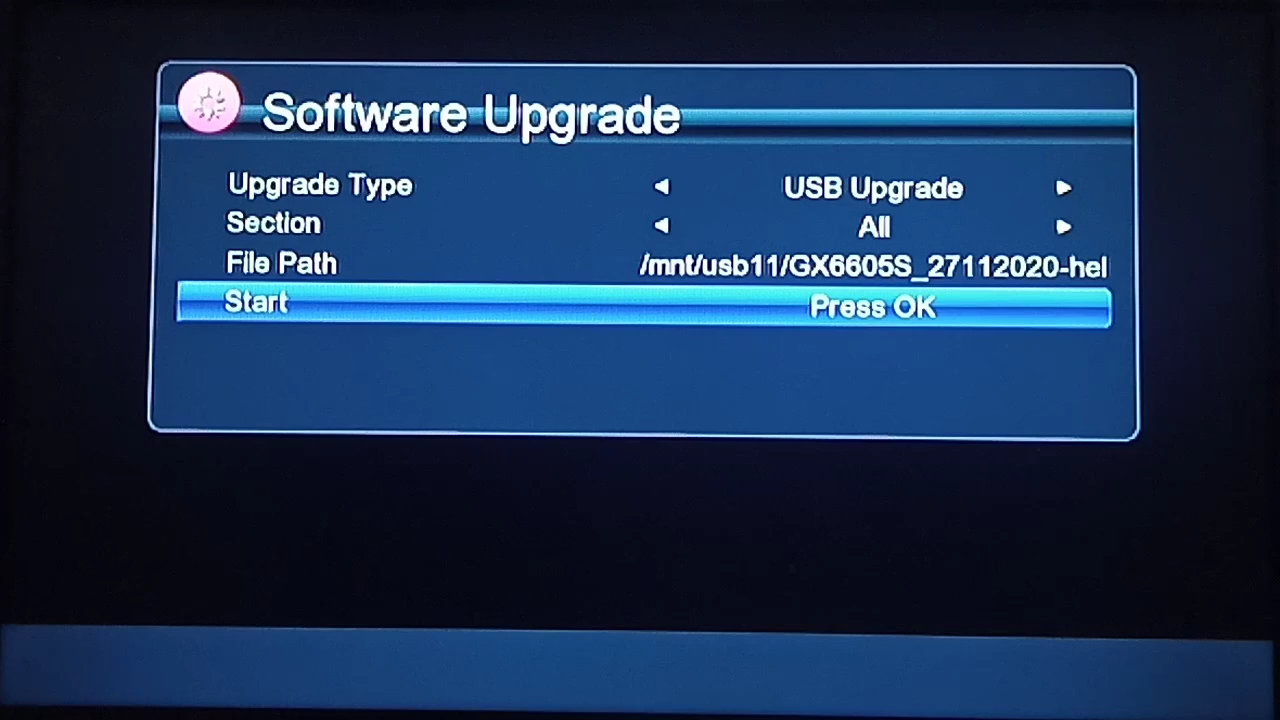 Software Upgrade
Upgrade Type ◄ USB Upgrade ►
Section ◄ All ►
File Path /mnt/usb11/GX6605S_27112020-hel
Start Press OK